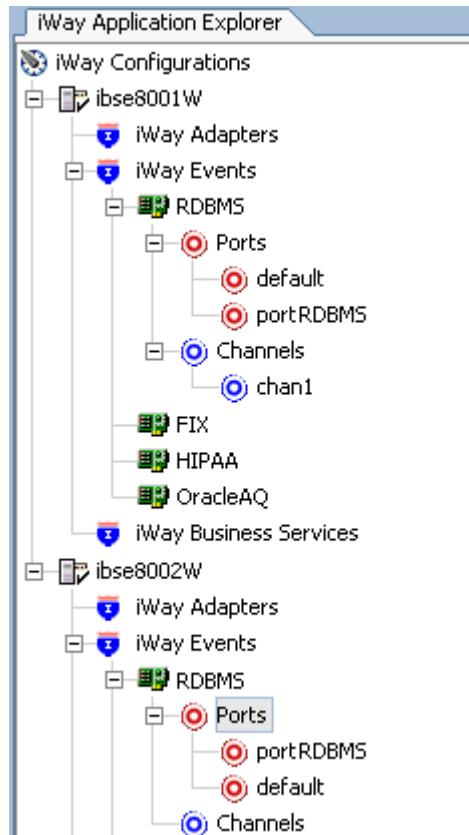 iWay Application Explorer
iWay Configurations
ibse8001W
iWay Adapters
iWay Events
RDBMS
Ports
default
portRDBMS
Channels
chan1
FIX
HIPAA
OracleAQ
iWay Business Services
ibse8002W
iWay Adapters
iWay Events
RDBMS
Ports
portRDBMS
default
Channels